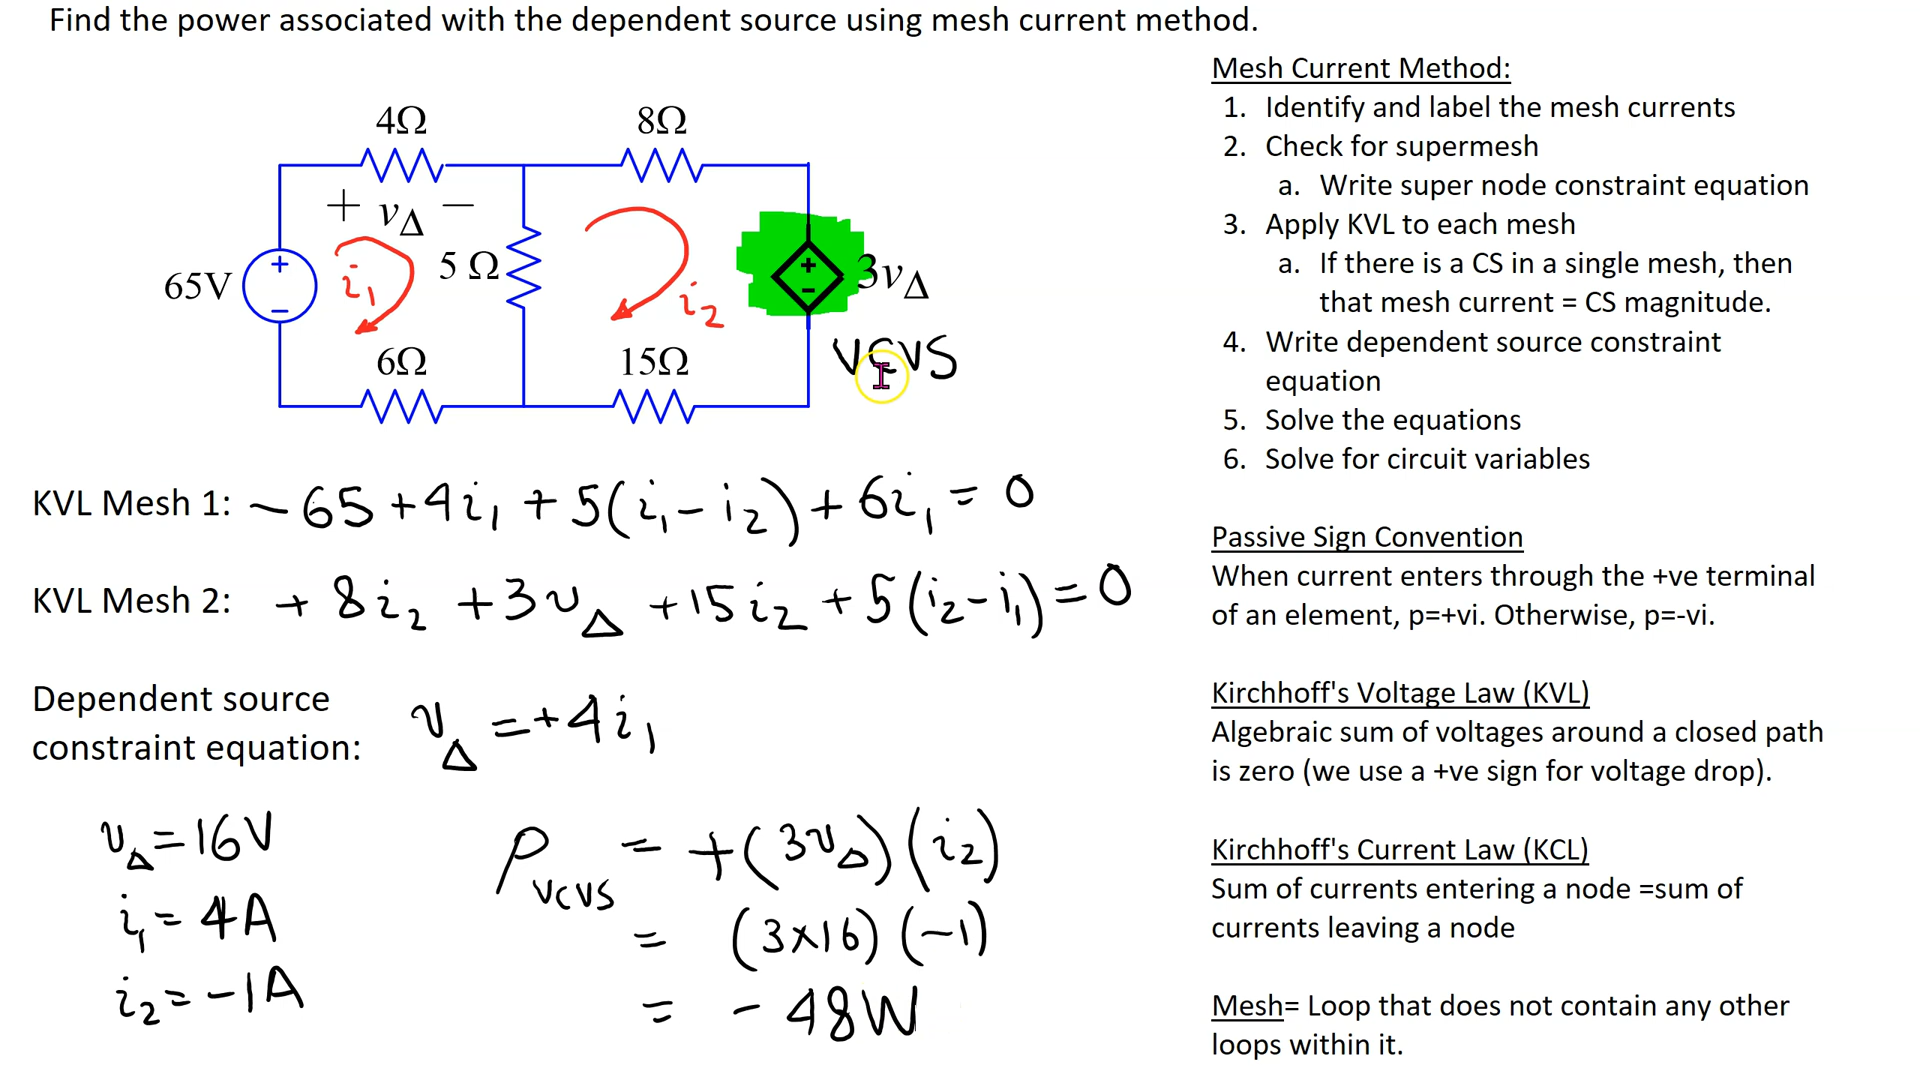 Find the power associated with the dependent source using mesh current method.
4Ω
8Ω
+ vΔ −
5 Ω
65V
+
−
i₁
i₂
+
-
3vΔ
VCVS
6Ω
15Ω
KVL Mesh 1: − 65 + 4i₁ + 5(i₁ − i₂) + 6i₁ = 0
KVL Mesh 2: + 8i₂ + 3vΔ + 15i₂ + 5(i₂ − i₁) = 0
Dependent source
constraint equation:
vΔ = +4i₁
vΔ = 16V
i₁ = 4A
i₂ = −1A
PVCVS = +(3vΔ)(i₂)
= (3×16)(−1)
= − 48W
Mesh Current Method:
1. Identify and label the mesh currents
2. Check for supermesh
a. Write super node constraint equation
3. Apply KVL to each mesh
a. If there is a CS in a single mesh, then
that mesh current = CS magnitude.
4. Write dependent source constraint
equation
5. Solve the equations
6. Solve for circuit variables
Passive Sign Convention
When current enters through the +ve terminal
of an element, p=+vi. Otherwise, p=-vi.
Kirchhoff's Voltage Law (KVL)
Algebraic sum of voltages around a closed path
is zero (we use a +ve sign for voltage drop).
Kirchhoff's Current Law (KCL)
Sum of currents entering a node =sum of
currents leaving a node
Mesh= Loop that does not contain any other
loops within it.